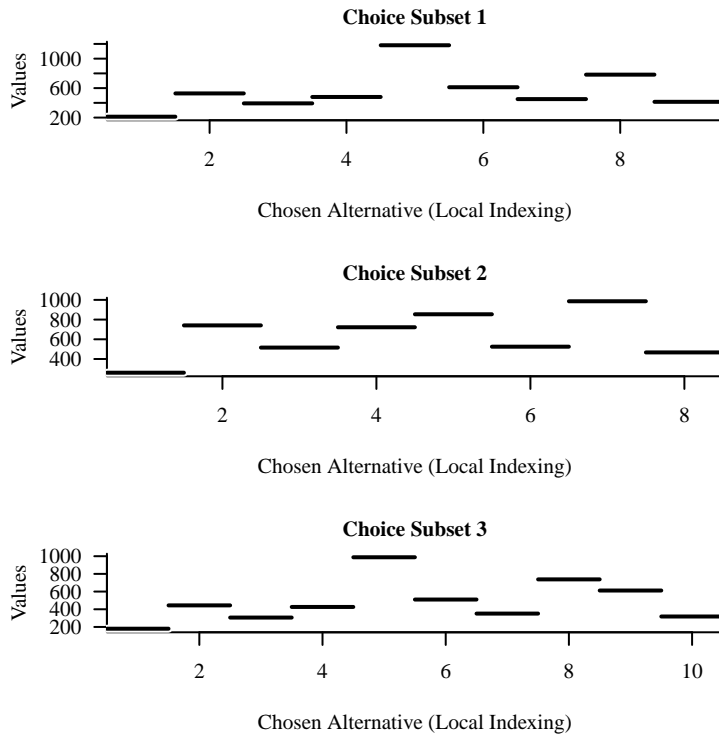 Choice Subset 1
Values
1000
600
200
2 4 6 8
Chosen Alternative (Local Indexing)
Choice Subset 2
Values
1000
800
600
400
2 4 6 8
Chosen Alternative (Local Indexing)
Choice Subset 3
Values
1000
800
600
400
200
2 4 6 8 10
Chosen Alternative (Local Indexing)